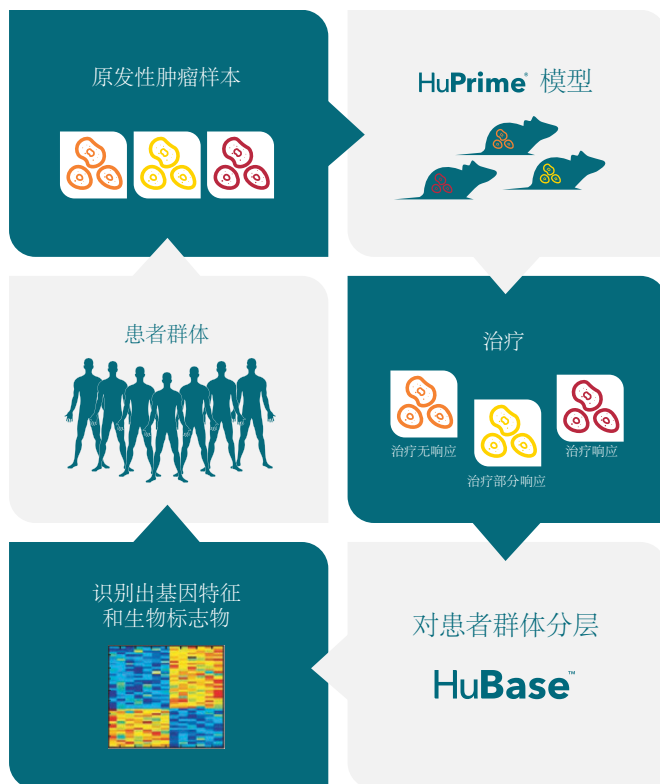 原发性肿瘤样本
HuPrime® 模型
患者群体
治疗
治疗无响应
治疗部分响应
治疗响应
识别出基因特征
和生物标志物
对患者群体分层
HuBase™